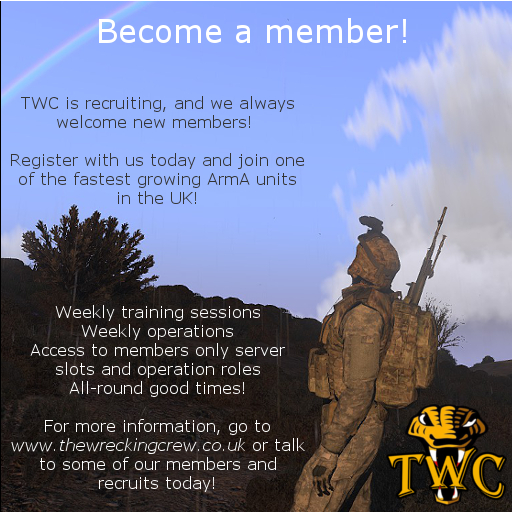 Become a member!
TWC is recruiting, and we always
welcome new members!
Register with us today and join one
of the fastest growing ArmA units
in the UK!
Weekly training sessions
Weekly operations
Access to members only server
slots and operation roles
All-round good times!
For more information, go to
www.thewreckingcrew.co.uk or talk
to some of our members and
recruits today!
TWC